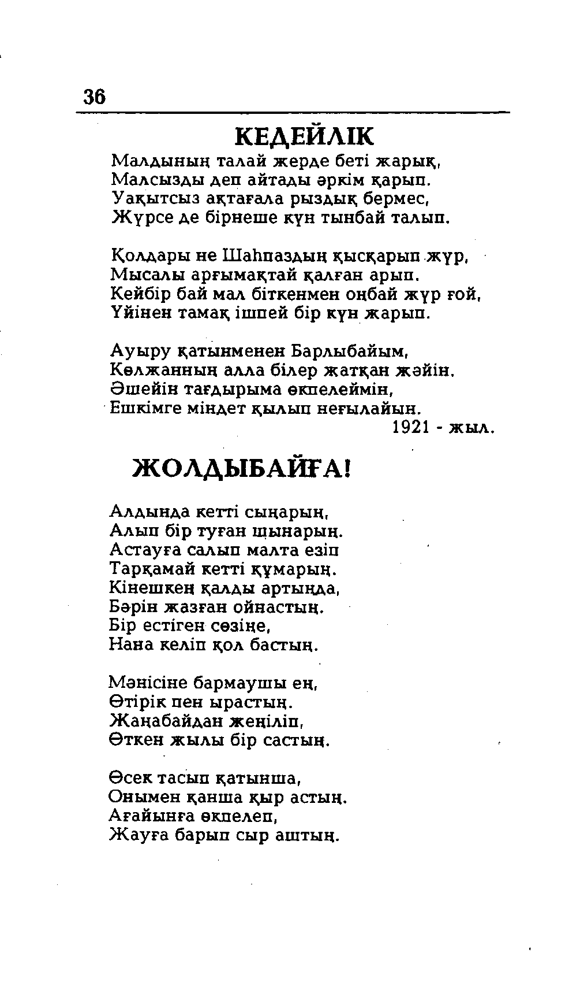 36
КЕДЕЙЛІК
Малдының талай жерде беті жарық,
Малсызды деп айтады әркім қарып.
Уақытсыз ақтағала рыздық бермес,
Жүрсе де бірнеше күн тынбай талып.
Қолдары не Шаһпаздың қысқарып жүр,
Мысалы арғымақтай қалған арып.
Кейбір бай мал біткенмен оңбай жүр ғой,
Үйінен тамақ ішпей бір күн жарып.
Ауыру қатынменен Барлыбайым,
Көлжанның алла білер жатқан жәйін.
Әшейін тағдырыма өкпелеймін,
Ешкімге міндет қылып неғылайын.
1921 - жыл.
ЖОЛДЫБАЙҒА!
Алдында кетті сыңарың,
Алып бір туған шынарың.
Астауға салып малта езіп
Тарқамай кетті құмарың.
Кінешкең қалды артыңда,
Бәрін жазған ойнастың.
Бір естіген сөзіңе,
Нана келіп қол бастың.
Мәнісіне бармаушы ең,
Өтірік пен ырастың.
Жаңабайдан жеңіліп,
Өткен жылы бір састың.
Өсек тасып қатынша,
Онымен қанша қыр астың.
Ағайынға өкпелеп,
Жауға барып сыр аштың.